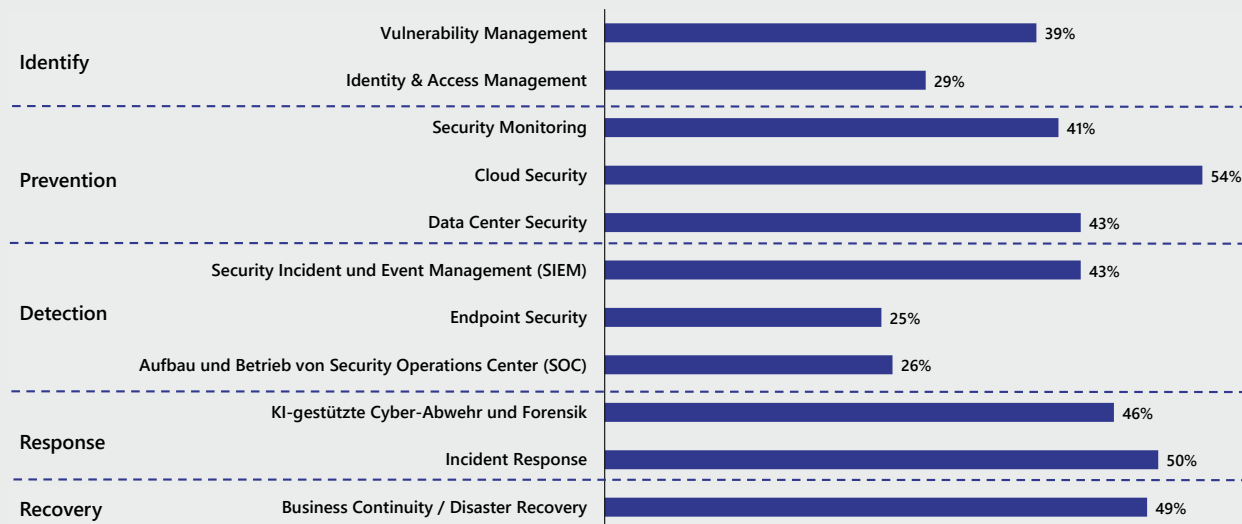 Identify
Vulnerability Management 39%
Identity & Access Management 29%
Prevention
Security Monitoring 41%
Cloud Security 54%
Data Center Security 43%
Detection
Security Incident und Event Management (SIEM) 43%
Endpoint Security 25%
Aufbau und Betrieb von Security Operations Center (SOC) 26%
Response
KI-gestützte Cyber-Abwehr und Forensik 46%
Incident Response 50%
Recovery
Business Continuity / Disaster Recovery 49%